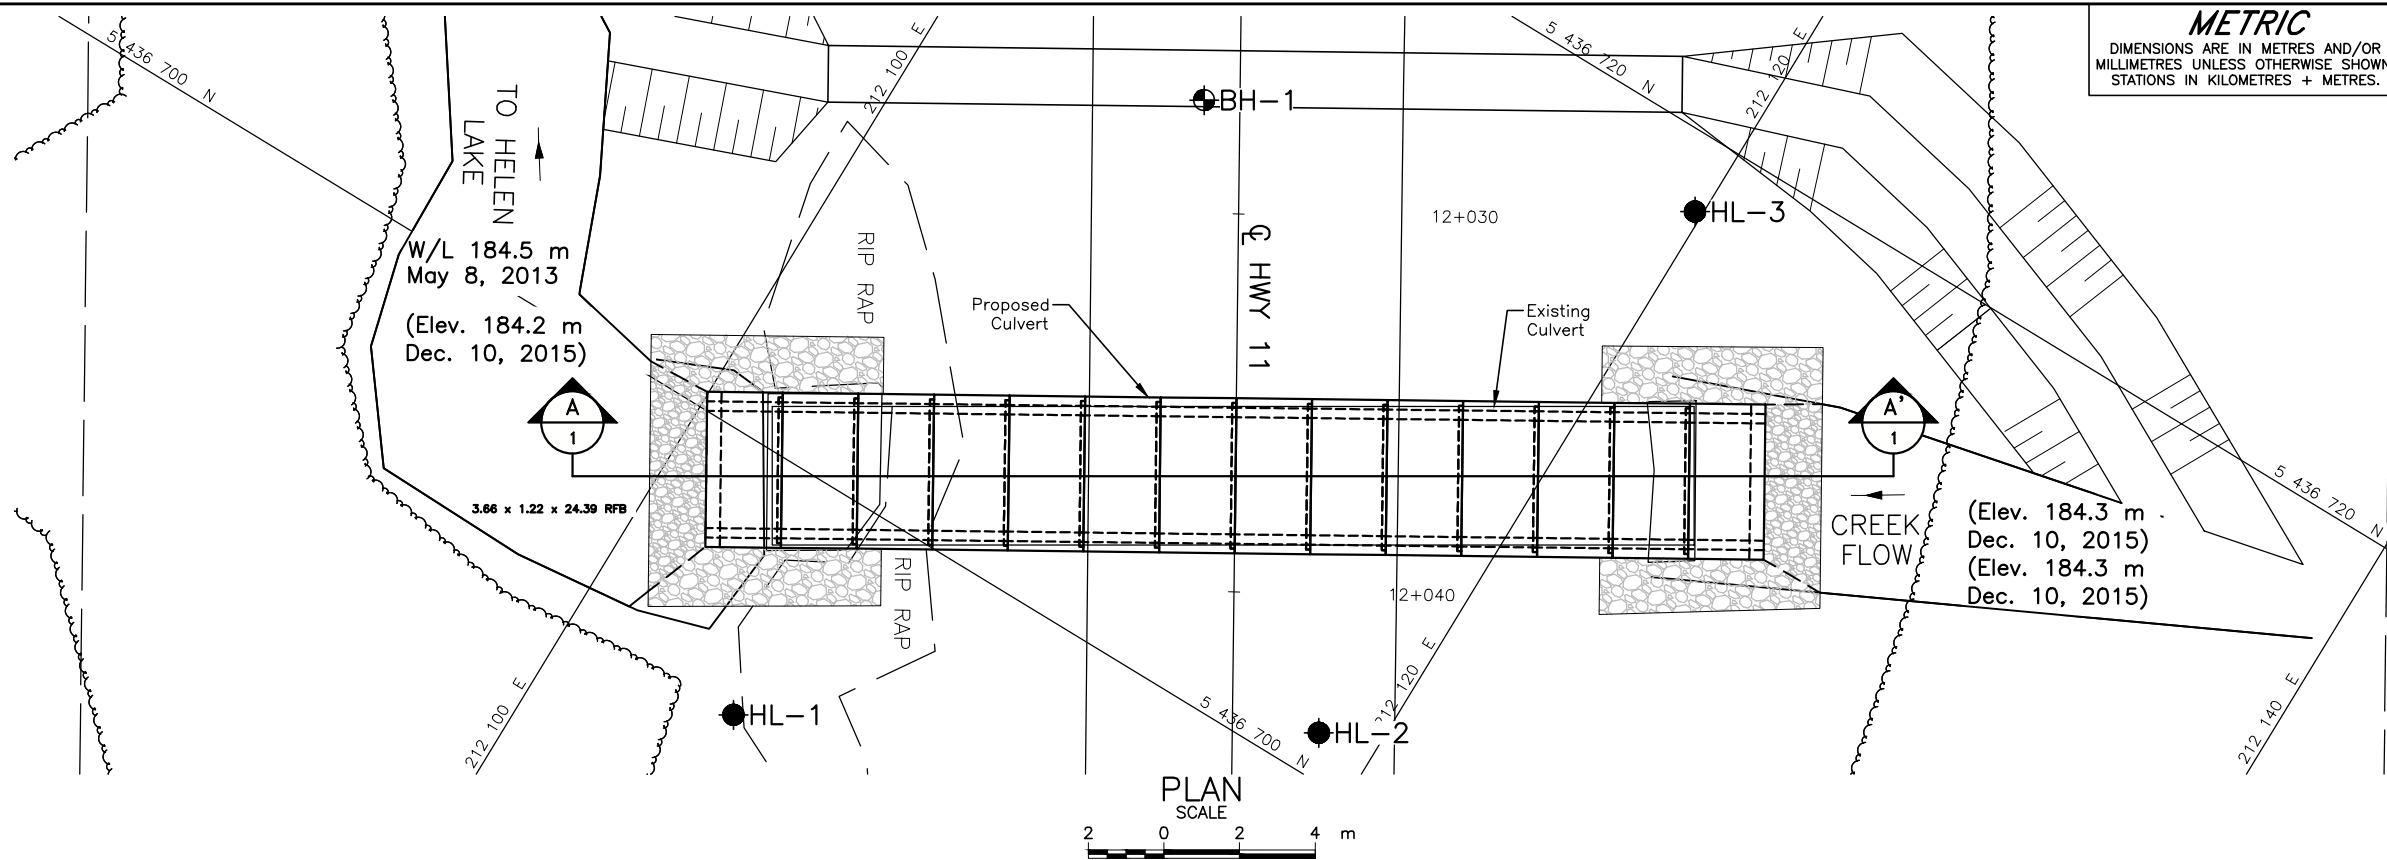 METRIC
DIMENSIONS ARE IN METRES AND/OR
MILLIMETRES UNLESS OTHERWISE SHOWN
STATIONS IN KILOMETRES + METRES.
5 436 700 N
212 100 E
5 436 720 N
212 120 E
TO HELEN
LAKE
BH-1
HL-3
12+030
W/L 184.5 m
May 8, 2013
(Elev. 184.2 m
Dec. 10, 2015)
RIP RAP
CL HWY 11
Proposed
Culvert
Existing
Culvert
A
1
A'
1
3.66 x 1.22 x 24.39 RFB
CREEK
FLOW
(Elev. 184.3 m
Dec. 10, 2015)
(Elev. 184.3 m
Dec. 10, 2015)
5 436 720 N
RIP RAP
12+040
212 100 E
HL-1
5 436 700 N
HL-2
212 120 E
212 140 E
PLAN
SCALE
2 0 2 4 m